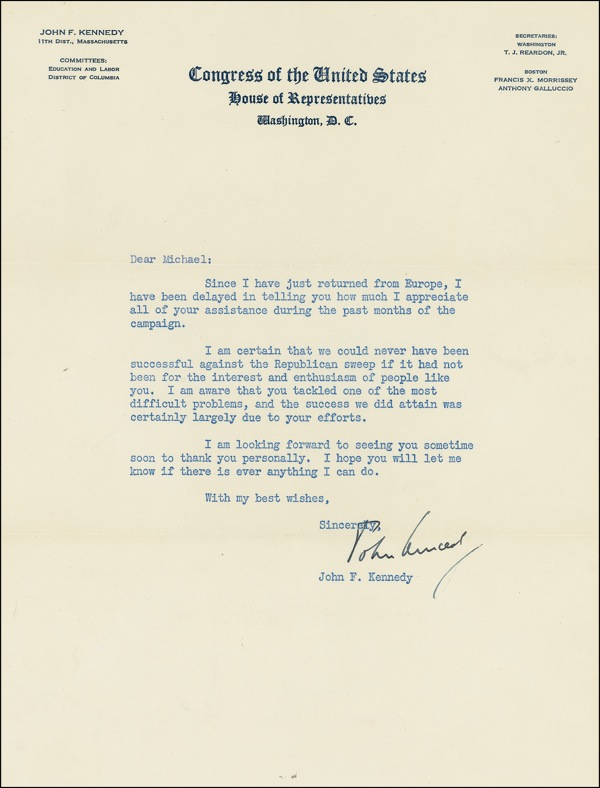 JOHN F. KENNEDY
11TH DIST., MASSACHUSETTS
COMMITTEES:
EDUCATION AND LABOR
DISTRICT OF COLUMBIA
SECRETARIES:
WASHINGTON
T. J. REARDON, JR.
BOSTON
FRANCIS X. MORRISSEY
ANTHONY GALLUCCIO
Congress of the United States
House of Representatives
Washington, D. C.
Dear Michael:
Since I have just returned from Europe, I
have been delayed in telling you how much I appreciate
all of your assistance during the past months of the
campaign.
I am certain that we could never have been
successful against the Republican sweep if it had not
been for the interest and enthusiasm of people like
you. I am aware that you tackled one of the most
difficult problems, and the success we did attain was
certainly largely due to your efforts.
I am looking forward to seeing you sometime
soon to thank you personally. I hope you will let me
know if there is ever anything I can do.
With my best wishes,
Sincerely,
John Kennedy
John F. Kennedy